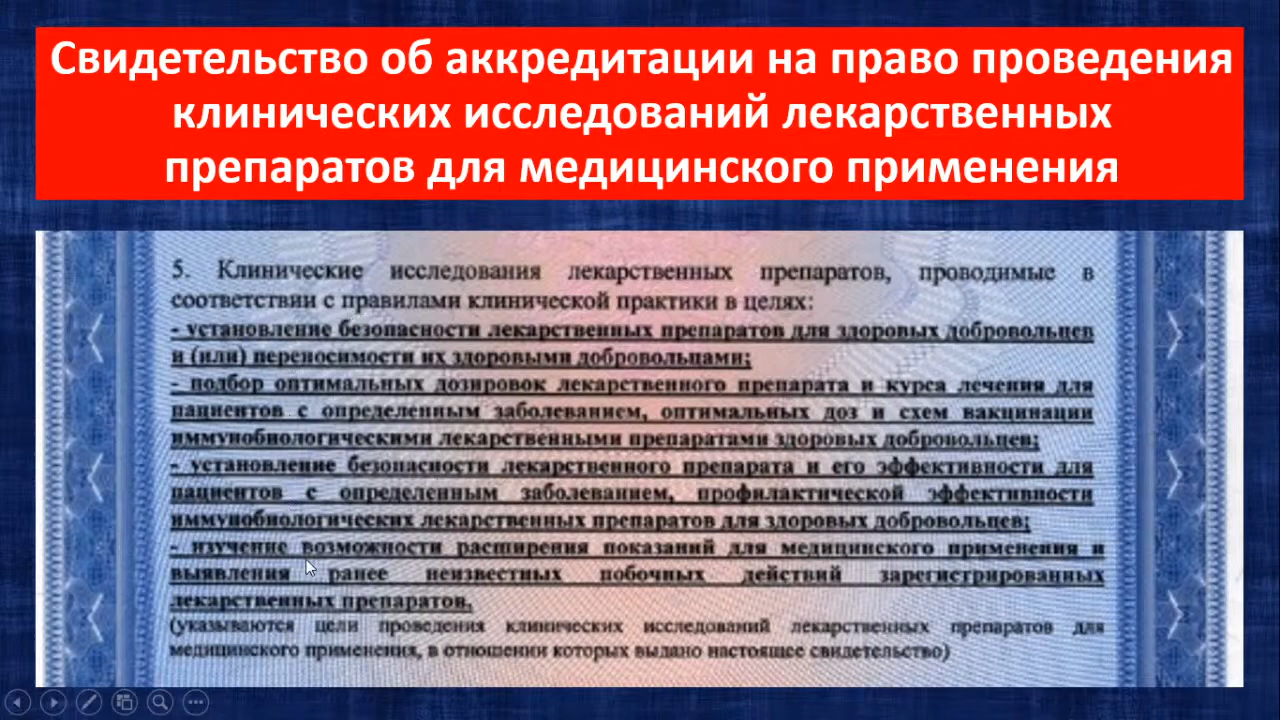 Свидетельство об аккредитации на право проведения
клинических исследований лекарственных
препаратов для медицинского применения
5. Клинические исследования лекарственных препаратов, проводимые в
соответствии с правилами клинической практики в целях:
- установление безопасности лекарственных препаратов для здоровых добровольцев
и (или) переносимости их здоровыми добровольцами;
- подбор оптимальных дозировок лекарственного препарата и курса лечения для
пациентов с определенным заболеванием, оптимальных доз и схем вакцинации
иммунобиологическими лекарственными препаратами здоровых добровольцев;
- установление безопасности лекарственного препарата и его эффективности для
пациентов с определенным заболеванием, профилактической эффективности
иммунобиологических лекарственных препаратов для здоровых добровольцев;
- изучение возможности расширения показаний для медицинского применения и
выявления ранее неизвестных побочных действий зарегистрированных
лекарственных препаратов.
(указываются цели проведения клинических исследований лекарственных препаратов для
медицинского применения, в отношении которых выдано настоящее свидетельство)